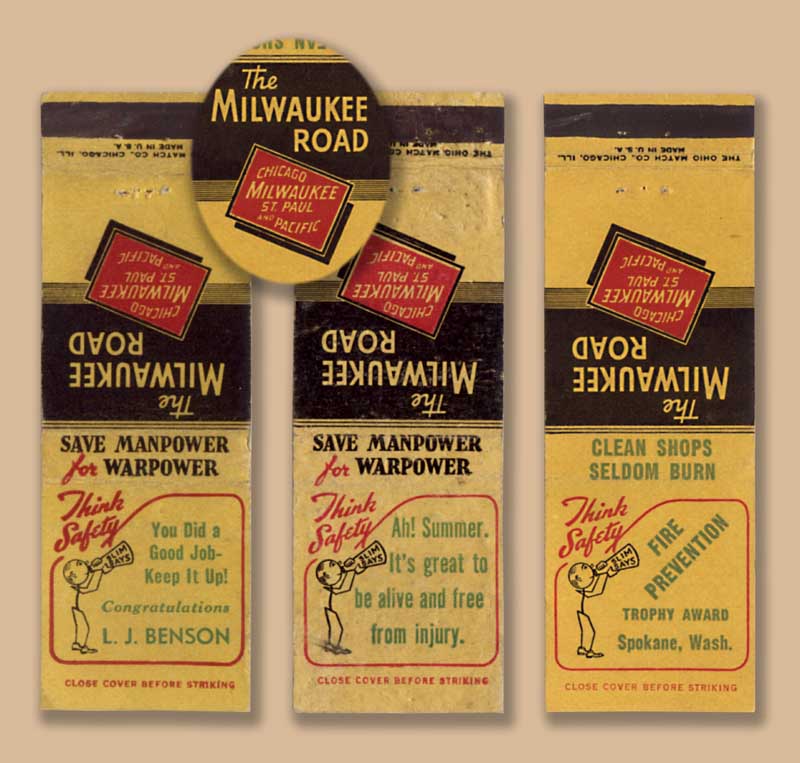 EAN SHO
The
MILWAUKEE
ROAD
CHICAGO
MILWAUKEE
ST. PAUL
AND PACIFIC
THE OHIO MATCH CO. CHICAGO, ILL.
MADE IN U.S.A.
CHICAGO
MILWAUKEE
ST. PAUL
AND PACIFIC
The
MILWAUKEE
ROAD
SAVE MANPOWER
for WARPOWER
Think
Safety
SLIM
SAYS
You Did a
Good Job-
Keep It Up!
Congratulations
L. J. BENSON
CLOSE COVER BEFORE STRIKING
THE OHIO MATCH CO
MADE IN
CHICAGO
MILWAUKEE
ST. PAUL
AND PACIFIC
The
MILWAUKEE
ROAD
SAVE MANPOWER
for WARPOWER
Think
Safety
SLIM
SAYS
Ah! Summer.
It's great to
be alive and free
from injury.
CLOSE COVER BEFORE STRIKING
THE OHIO MATCH CO. CHICAGO, ILL.
MADE IN U.S.A.
CHICAGO
MILWAUKEE
ST. PAUL
AND PACIFIC
The
MILWAUKEE
ROAD
CLEAN SHOPS
SELDOM BURN
Think
Safety
SLIM
SAYS
FIRE
PREVENTION
TROPHY AWARD
Spokane, Wash.
CLOSE COVER BEFORE STRIKING